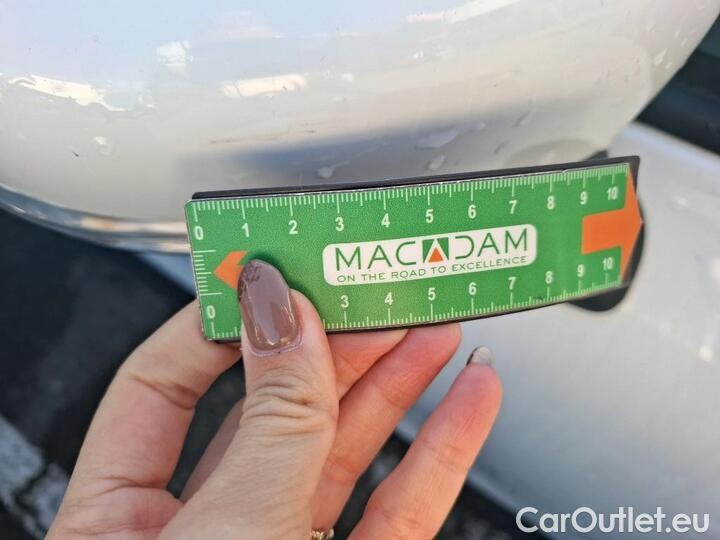 0 1 2 3 4 5 6 7 8 9 10
MACADAM
ON THE ROAD TO EXCELLENCE
0 3 4 5 6 7 8 9 10
CarOutlet.eu